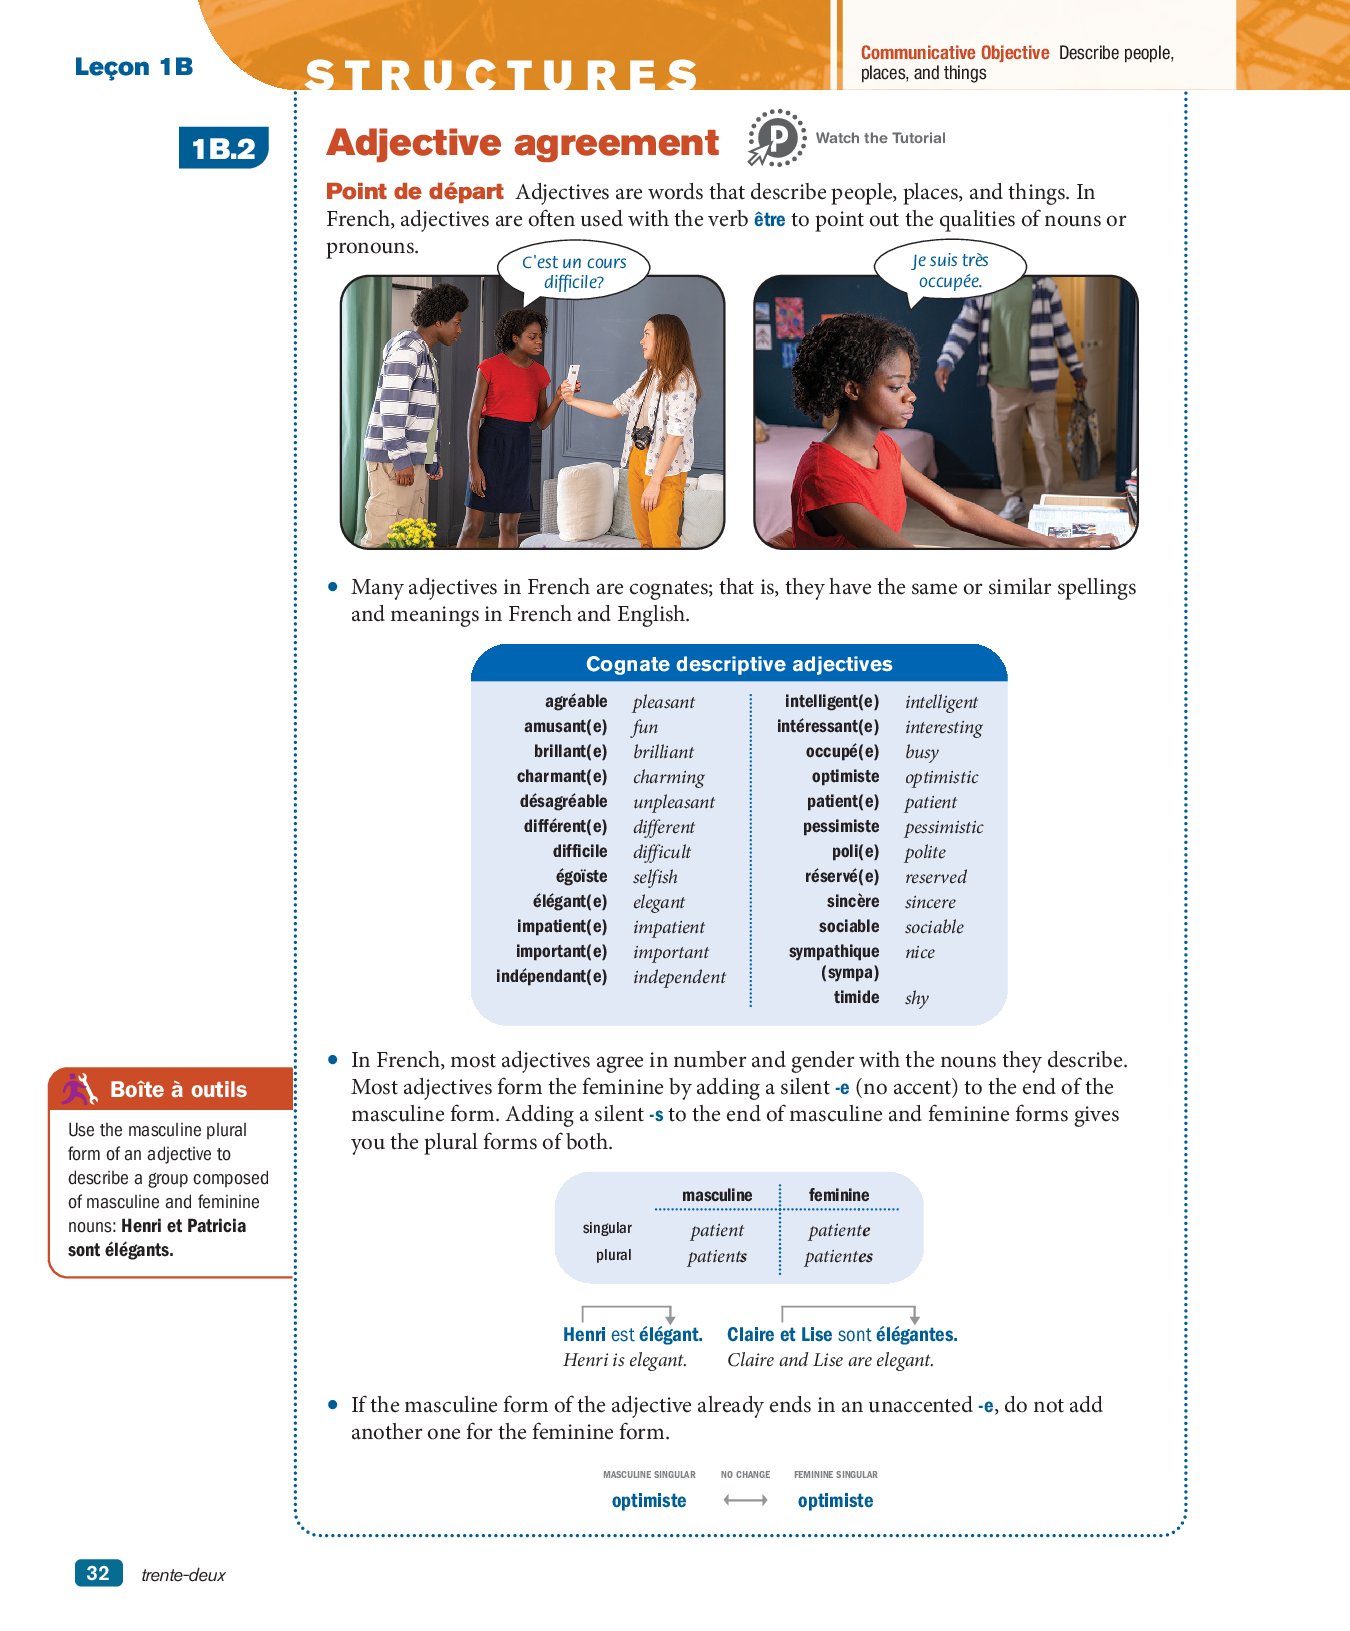 Leçon 1B
STRUCTURES
Communicative Objective Describe people,
places, and things
1B.2
Adjective agreement
Watch the Tutorial
Point de départ Adjectives are words that describe people, places, and things. In
French, adjectives are often used with the verb être to point out the qualities of nouns or
pronouns.
C'est un cours
difficile?
Je suis très
occupée.
• Many adjectives in French are cognates; that is, they have the same or similar spellings
and meanings in French and English.
Cognate descriptive adjectives
agréable pleasant
amusant(e) fun
brillant(e) brilliant
charmant(e) charming
désagréable unpleasant
différent(e) different
difficile difficult
égoïste selfish
élégant(e) elegant
impatient(e) impatient
important(e) important
indépendant(e) independent
intelligent(e) intelligent
intéressant(e) interesting
occupé(e) busy
optimiste optimistic
patient(e) patient
pessimiste pessimistic
poli(e) polite
réservé(e) reserved
sincère sincere
sociable sociable
sympathique nice
(sympa)
timide shy
• In French, most adjectives agree in number and gender with the nouns they describe.
Most adjectives form the feminine by adding a silent -e (no accent) to the end of the
masculine form. Adding a silent -s to the end of masculine and feminine forms gives
you the plural forms of both.
Boîte à outils
Use the masculine plural
form of an adjective to
describe a group composed
of masculine and feminine
nouns: Henri et Patricia
sont élégants.
masculine feminine
singular patient patiente
plural patients patientes
Henri est élégant. Claire et Lise sont élégantes.
Henri is elegant. Claire and Lise are elegant.
• If the masculine form of the adjective already ends in an unaccented -e, do not add
another one for the feminine form.
MASCULINE SINGULAR NO CHANGE FEMININE SINGULAR
optimiste optimiste
32 trente-deux